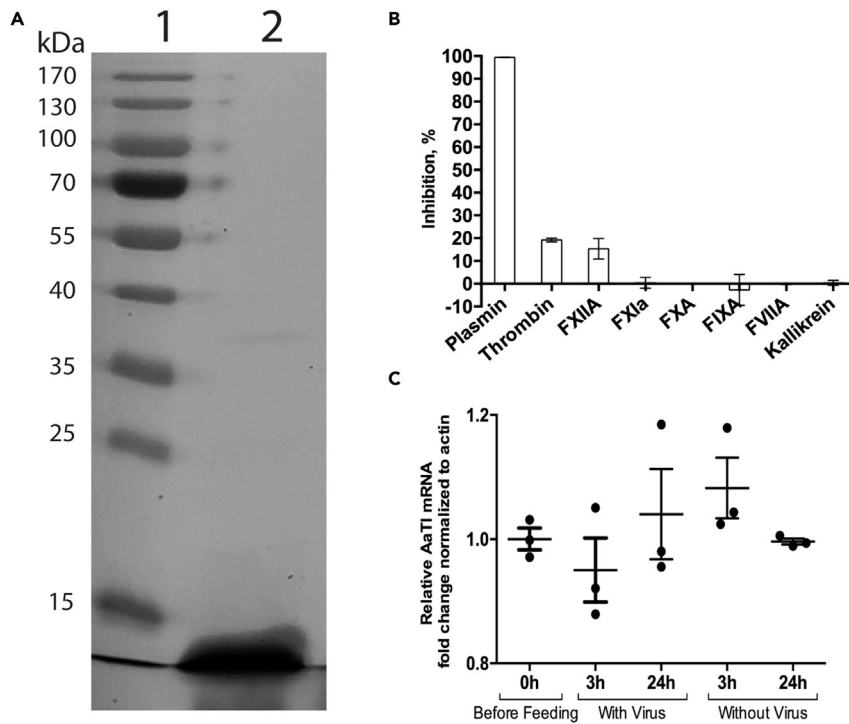 A
1 2
kDa
170
130
100
70
55
40
35
25
15
B
Inhibition, %
100
90
80
70
60
50
40
30
20
10
0
-10
Plasmin
Thrombin
FXIIA
FXIa
FXA
FIXA
FVIIA
Kallikrein
C
Relative AaTI mRNA
fold change normalized to actin
1.2
1.0
0.8
0h 3h 24h 3h 24h
Before Feeding With Virus Without Virus